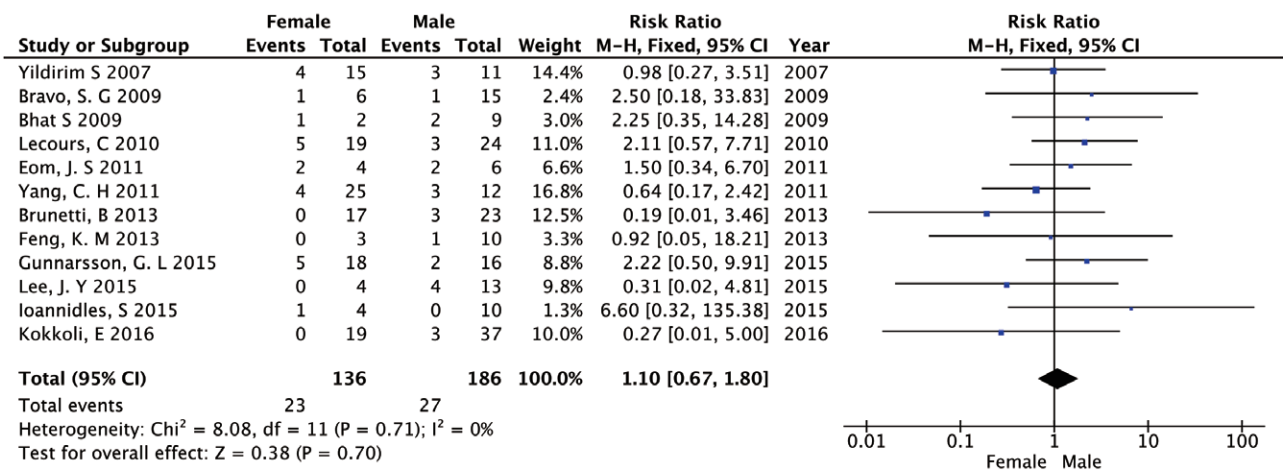 Female Male Risk Ratio Risk Ratio
Study or Subgroup Events Total Events Total Weight M-H, Fixed, 95% CI Year M-H, Fixed, 95% CI
Yildirim S 2007 4 15 3 11 14.4% 0.98 [0.27, 3.51] 2007
Bravo, S. G 2009 1 6 1 15 2.4% 2.50 [0.18, 33.83] 2009
Bhat S 2009 1 2 2 9 3.0% 2.25 [0.35, 14.28] 2009
Lecours, C 2010 5 19 3 24 11.0% 2.11 [0.57, 7.71] 2010
Eom, J. S 2011 2 4 2 6 6.6% 1.50 [0.34, 6.70] 2011
Yang, C. H 2011 4 25 3 12 16.8% 0.64 [0.17, 2.42] 2011
Brunetti, B 2013 0 17 3 23 12.5% 0.19 [0.01, 3.46] 2013
Feng, K. M 2013 0 3 1 10 3.3% 0.92 [0.05, 18.21] 2013
Gunnarsson, G. L 2015 5 18 2 16 8.8% 2.22 [0.50, 9.91] 2015
Lee, J. Y 2015 0 4 4 13 9.8% 0.31 [0.02, 4.81] 2015
Ioannidles, S 2015 1 4 0 10 1.3% 6.60 [0.32, 135.38] 2015
Kokkoli, E 2016 0 19 3 37 10.0% 0.27 [0.01, 5.00] 2016
Total (95% CI) 136 186 100.0% 1.10 [0.67, 1.80]
Total events 23 27
Heterogeneity: Chi² = 8.08, df = 11 (P = 0.71); I² = 0%
Test for overall effect: Z = 0.38 (P = 0.70)
0.01 0.1 1 10 100
Female Male